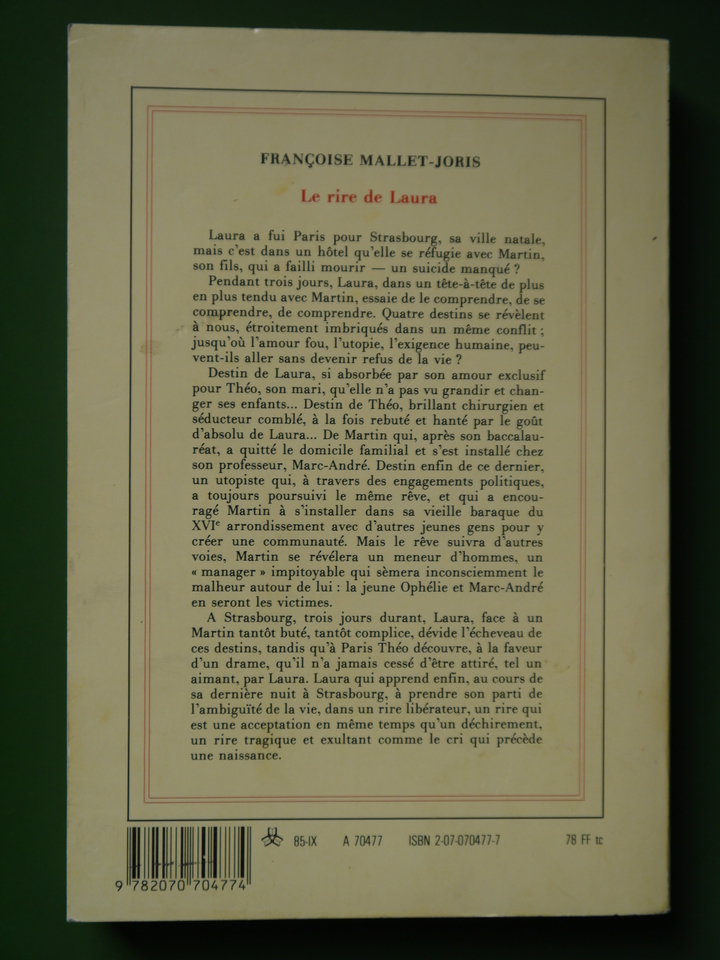 FRANÇOISE MALLET-JORIS
Le rire de Laura
Laura a fui Paris pour Strasbourg, sa ville natale,
mais c'est dans un hôtel qu'elle se réfugie avec Martin,
son fils, qui a failli mourir — un suicide manqué ?
Pendant trois jours, Laura, dans un tête-à-tête de plus
en plus tendu avec Martin, essaie de le comprendre, de se
comprendre, de comprendre. Quatre destins se révèlent
à nous, étroitement imbriqués dans un même conflit ;
jusqu'où l'amour fou, l'utopie, l'exigence humaine, peu-
vent-ils aller sans devenir refus de la vie ?
Destin de Laura, si absorbée par son amour exclusif
pour Théo, son mari, qu'elle n'a pas vu grandir et chan-
ger ses enfants... Destin de Théo, brillant chirurgien et
séducteur comblé, à la fois rebuté et hanté par le goût
d'absolu de Laura... De Martin qui, après son baccalau-
réat, a quitté le domicile familial et s'est installé chez
son professeur, Marc-André. Destin enfin de ce dernier,
un utopiste qui, à travers des engagements politiques,
a toujours poursuivi le même rêve, et qui a encou-
ragé Martin à s'installer dans sa vieille baraque du
XVIe arrondissement avec d'autres jeunes gens pour y
créer une communauté. Mais le rêve suivra d'autres
voies, Martin se révélera un meneur d'hommes, un
« manager » impitoyable qui sèmera inconsciemment le
malheur autour de lui : la jeune Ophélie et Marc-André
en seront les victimes.
A Strasbourg, trois jours durant, Laura, face à un
Martin tantôt buté, tantôt complice, dévide l'écheveau de
ces destins, tandis qu'à Paris Théo découvre, à la faveur
d'un drame, qu'il n'a jamais cessé d'être attiré, tel un
aimant, par Laura. Laura qui apprend enfin, au cours de
sa dernière nuit à Strasbourg, à prendre son parti de
l'ambiguïté de la vie, dans un rire libérateur, un rire qui
est une acceptation en même temps qu'un déchirement,
un rire tragique et exultant comme le cri qui précède
une naissance.
85-IX A 70477 ISBN 2-07-070477-7 78 FF tc
9 782070 704774